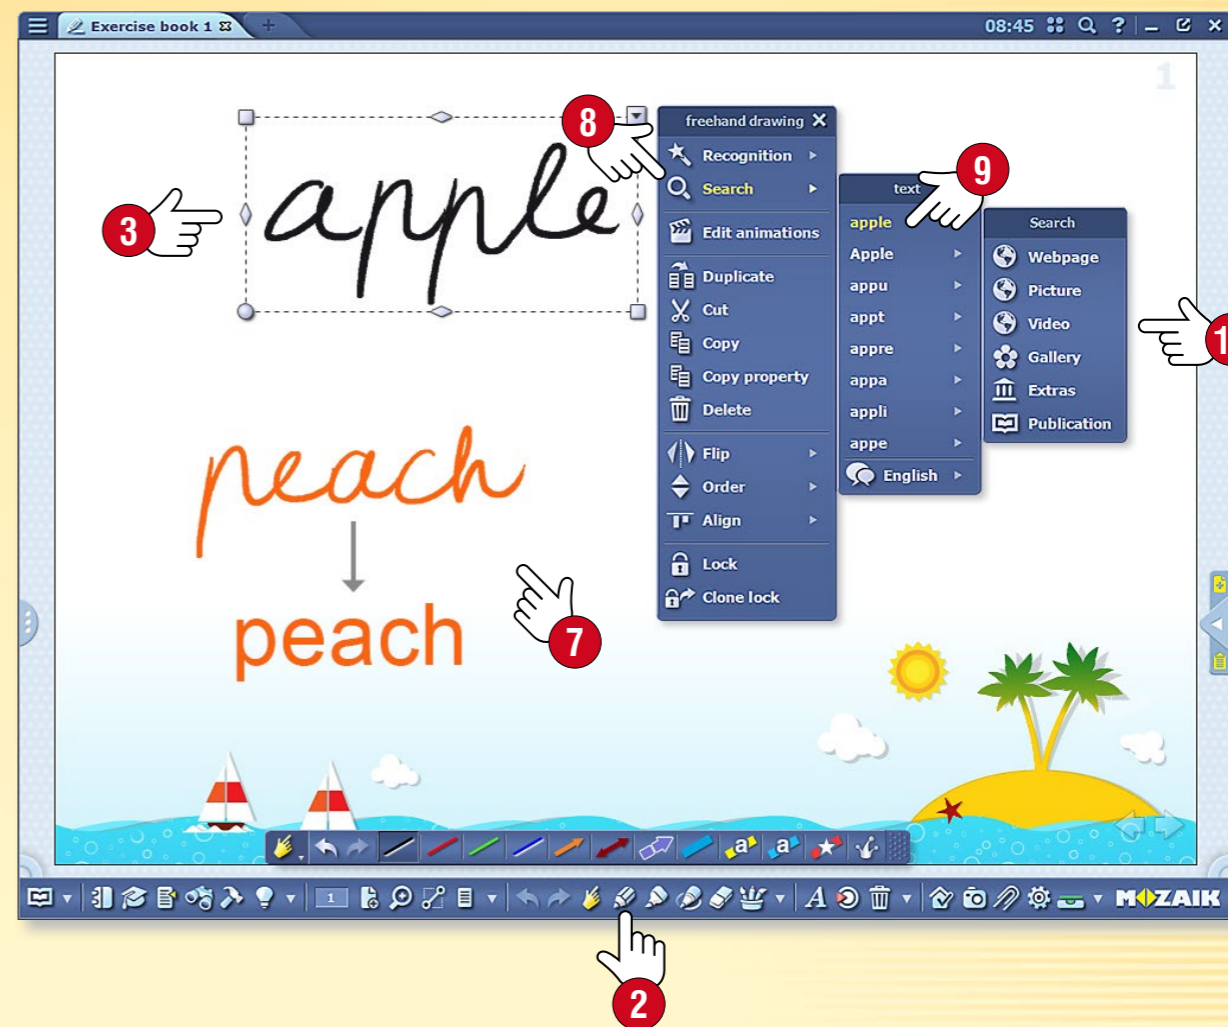 Exercise book 1
08:45
1
apple
peach
peach
freehand drawing
Recognition
Search
Edit animations
Duplicate
Cut
Copy
Copy property
Delete
Flip
Order
Align
Lock
Clone lock
text
apple
Apple
appu
appt
appre
appa
appli
appe
English
Search
Webpage
Picture
Video
Gallery
Extras
Publication
8
9
3
7
a
a
1
A
MOZAIK
2